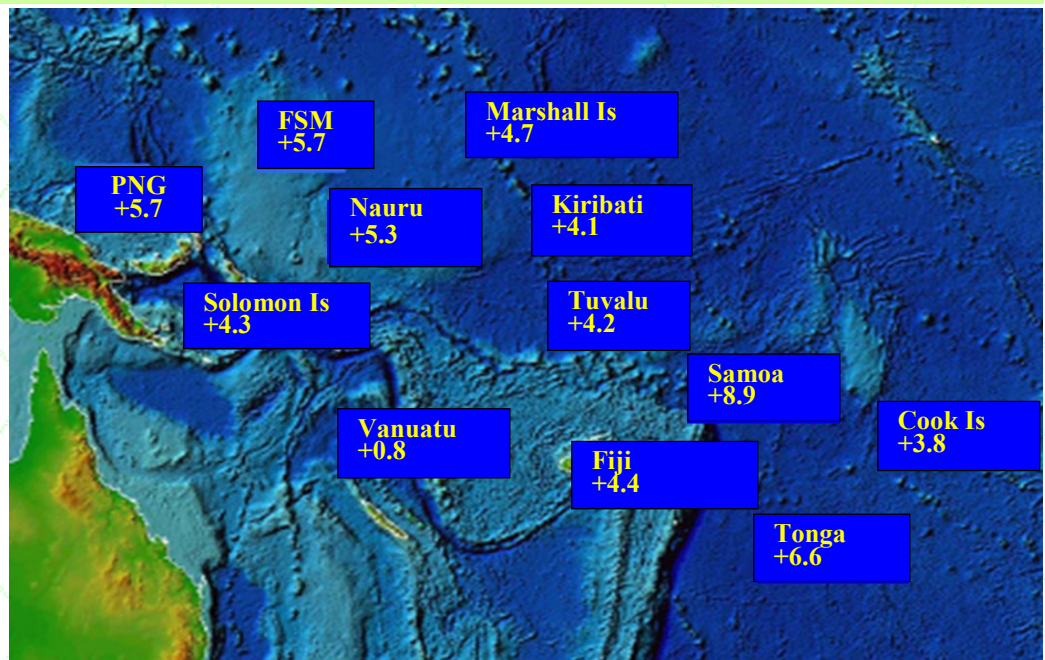 FSM
+5.7
Marshall Is
+4.7
PNG
+5.7
Nauru
+5.3
Kiribati
+4.1
Solomon Is
+4.3
Tuvalu
+4.2
Samoa
+8.9
Vanuatu
+0.8
Cook Is
+3.8
Fiji
+4.4
Tonga
+6.6